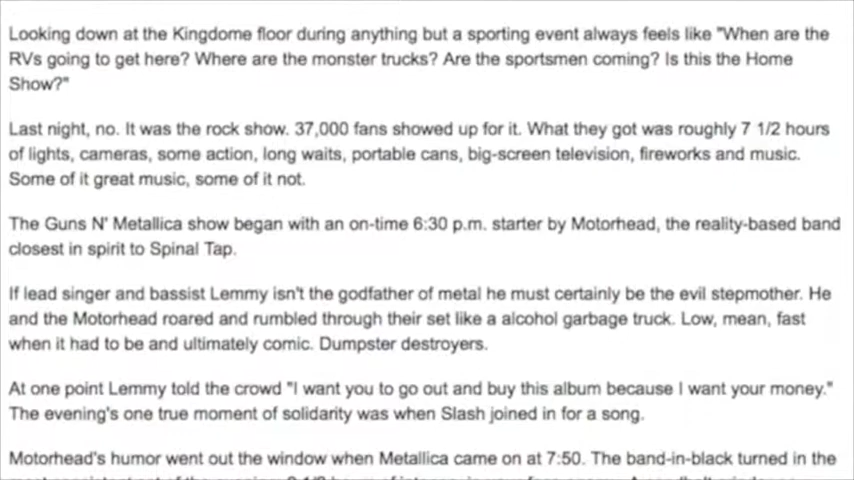 Looking down at the Kingdome floor during anything but a sporting event always feels like "When are the
RVs going to get here? Where are the monster trucks? Are the sportsmen coming? Is this the Home
Show?"
Last night, no. It was the rock show. 37,000 fans showed up for it. What they got was roughly 7 1/2 hours
of lights, cameras, some action, long waits, portable cans, big-screen television, fireworks and music.
Some of it great music, some of it not.
The Guns N' Metallica show began with an on-time 6:30 p.m. starter by Motorhead, the reality-based band
closest in spirit to Spinal Tap.
If lead singer and bassist Lemmy isn't the godfather of metal he must certainly be the evil stepmother. He
and the Motorhead roared and rumbled through their set like a alcohol garbage truck. Low, mean, fast
when it had to be and ultimately comic. Dumpster destroyers.
At one point Lemmy told the crowd "I want you to go out and buy this album because I want your money."
The evening's one true moment of solidarity was when Slash joined in for a song.
Motorhead's humor went out the window when Metallica came on at 7:50. The band-in-black turned in the